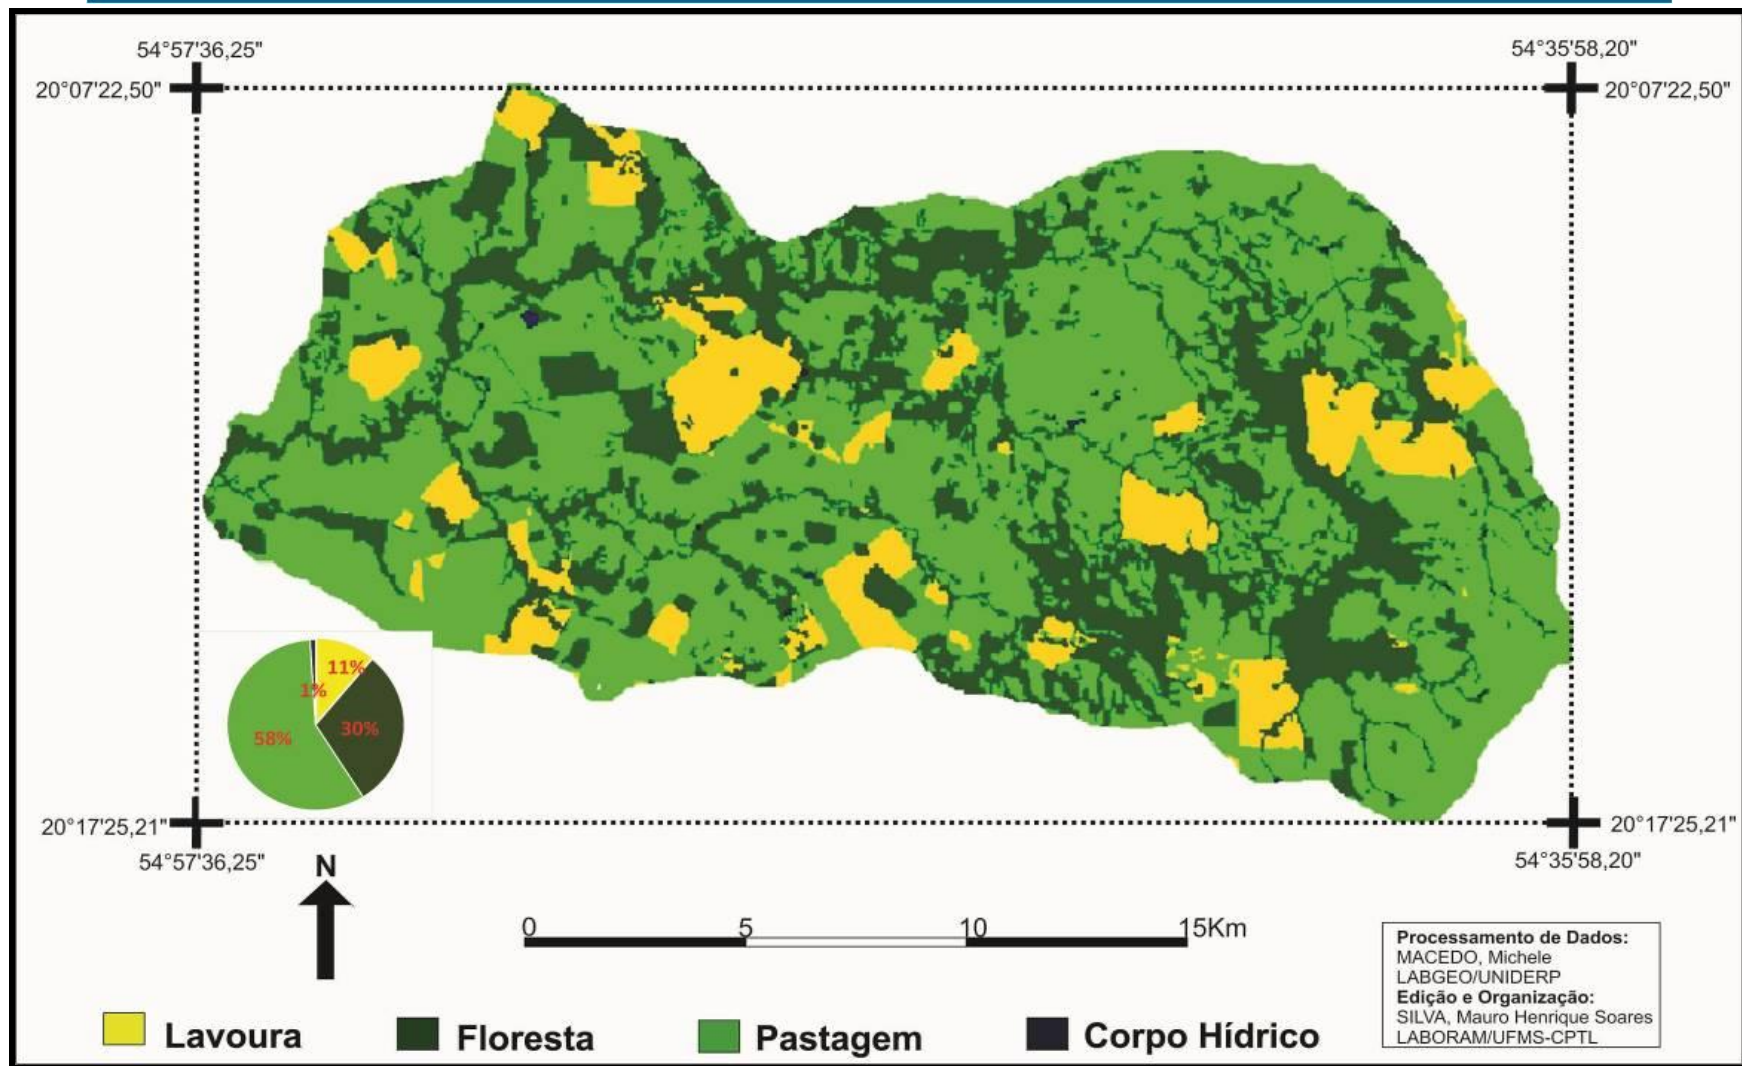 54°57'36,25"
54°35'58,20"
20°07'22,50"
20°07'22,50"
11%
1%
30%
58%
20°17'25,21"
20°17'25,21"
54°57'36,25"
54°35'58,20"
N
0 5 10 15Km
Processamento de Dados:
MACEDO, Michele
LABGEO/UNIDERP
Edição e Organização:
SILVA, Mauro Henrique Soares
LABORAM/UFMS-CPTL
Lavoura Floresta Pastagem Corpo Hídrico